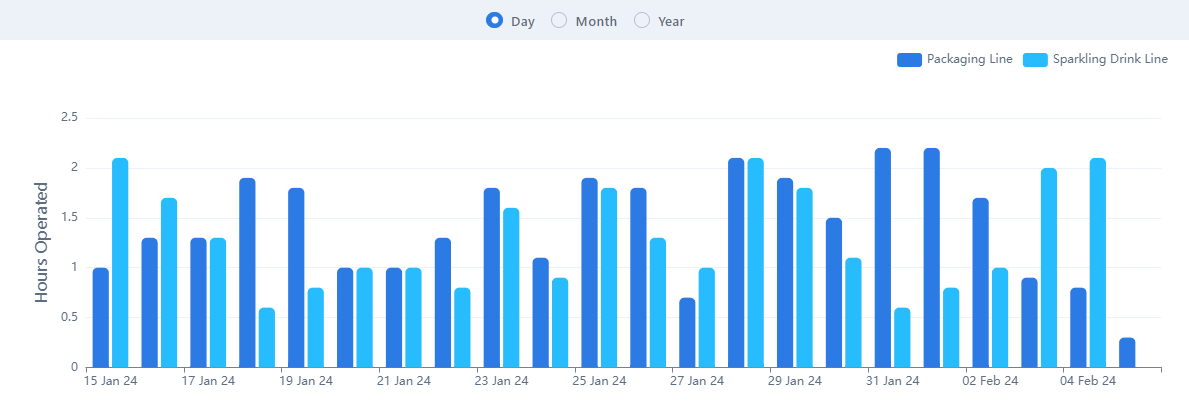 Day Month Year
Packaging Line Sparkling Drink Line
Hours Operated
2.5
2
1.5
1
0.5
0
15 Jan 24 17 Jan 24 19 Jan 24 21 Jan 24 23 Jan 24 25 Jan 24 27 Jan 24 29 Jan 24 31 Jan 24 02 Feb 24 04 Feb 24